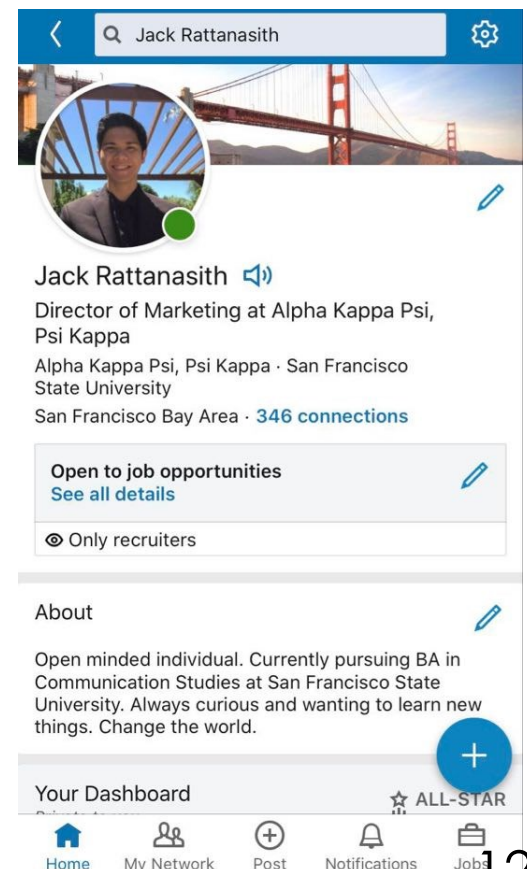 Jack Rattanasith
Jack Rattanasith
Director of Marketing at Alpha Kappa Psi,
Psi Kappa
Alpha Kappa Psi, Psi Kappa · San Francisco
State University
San Francisco Bay Area · 346 connections
Open to job opportunities
See all details
Only recruiters
About
Open minded individual. Currently pursuing BA in
Communication Studies at San Francisco State
University. Always curious and wanting to learn new
things. Change the world.
Your Dashboard ALL-STAR
Home My Network Post Notifications Jobs
12